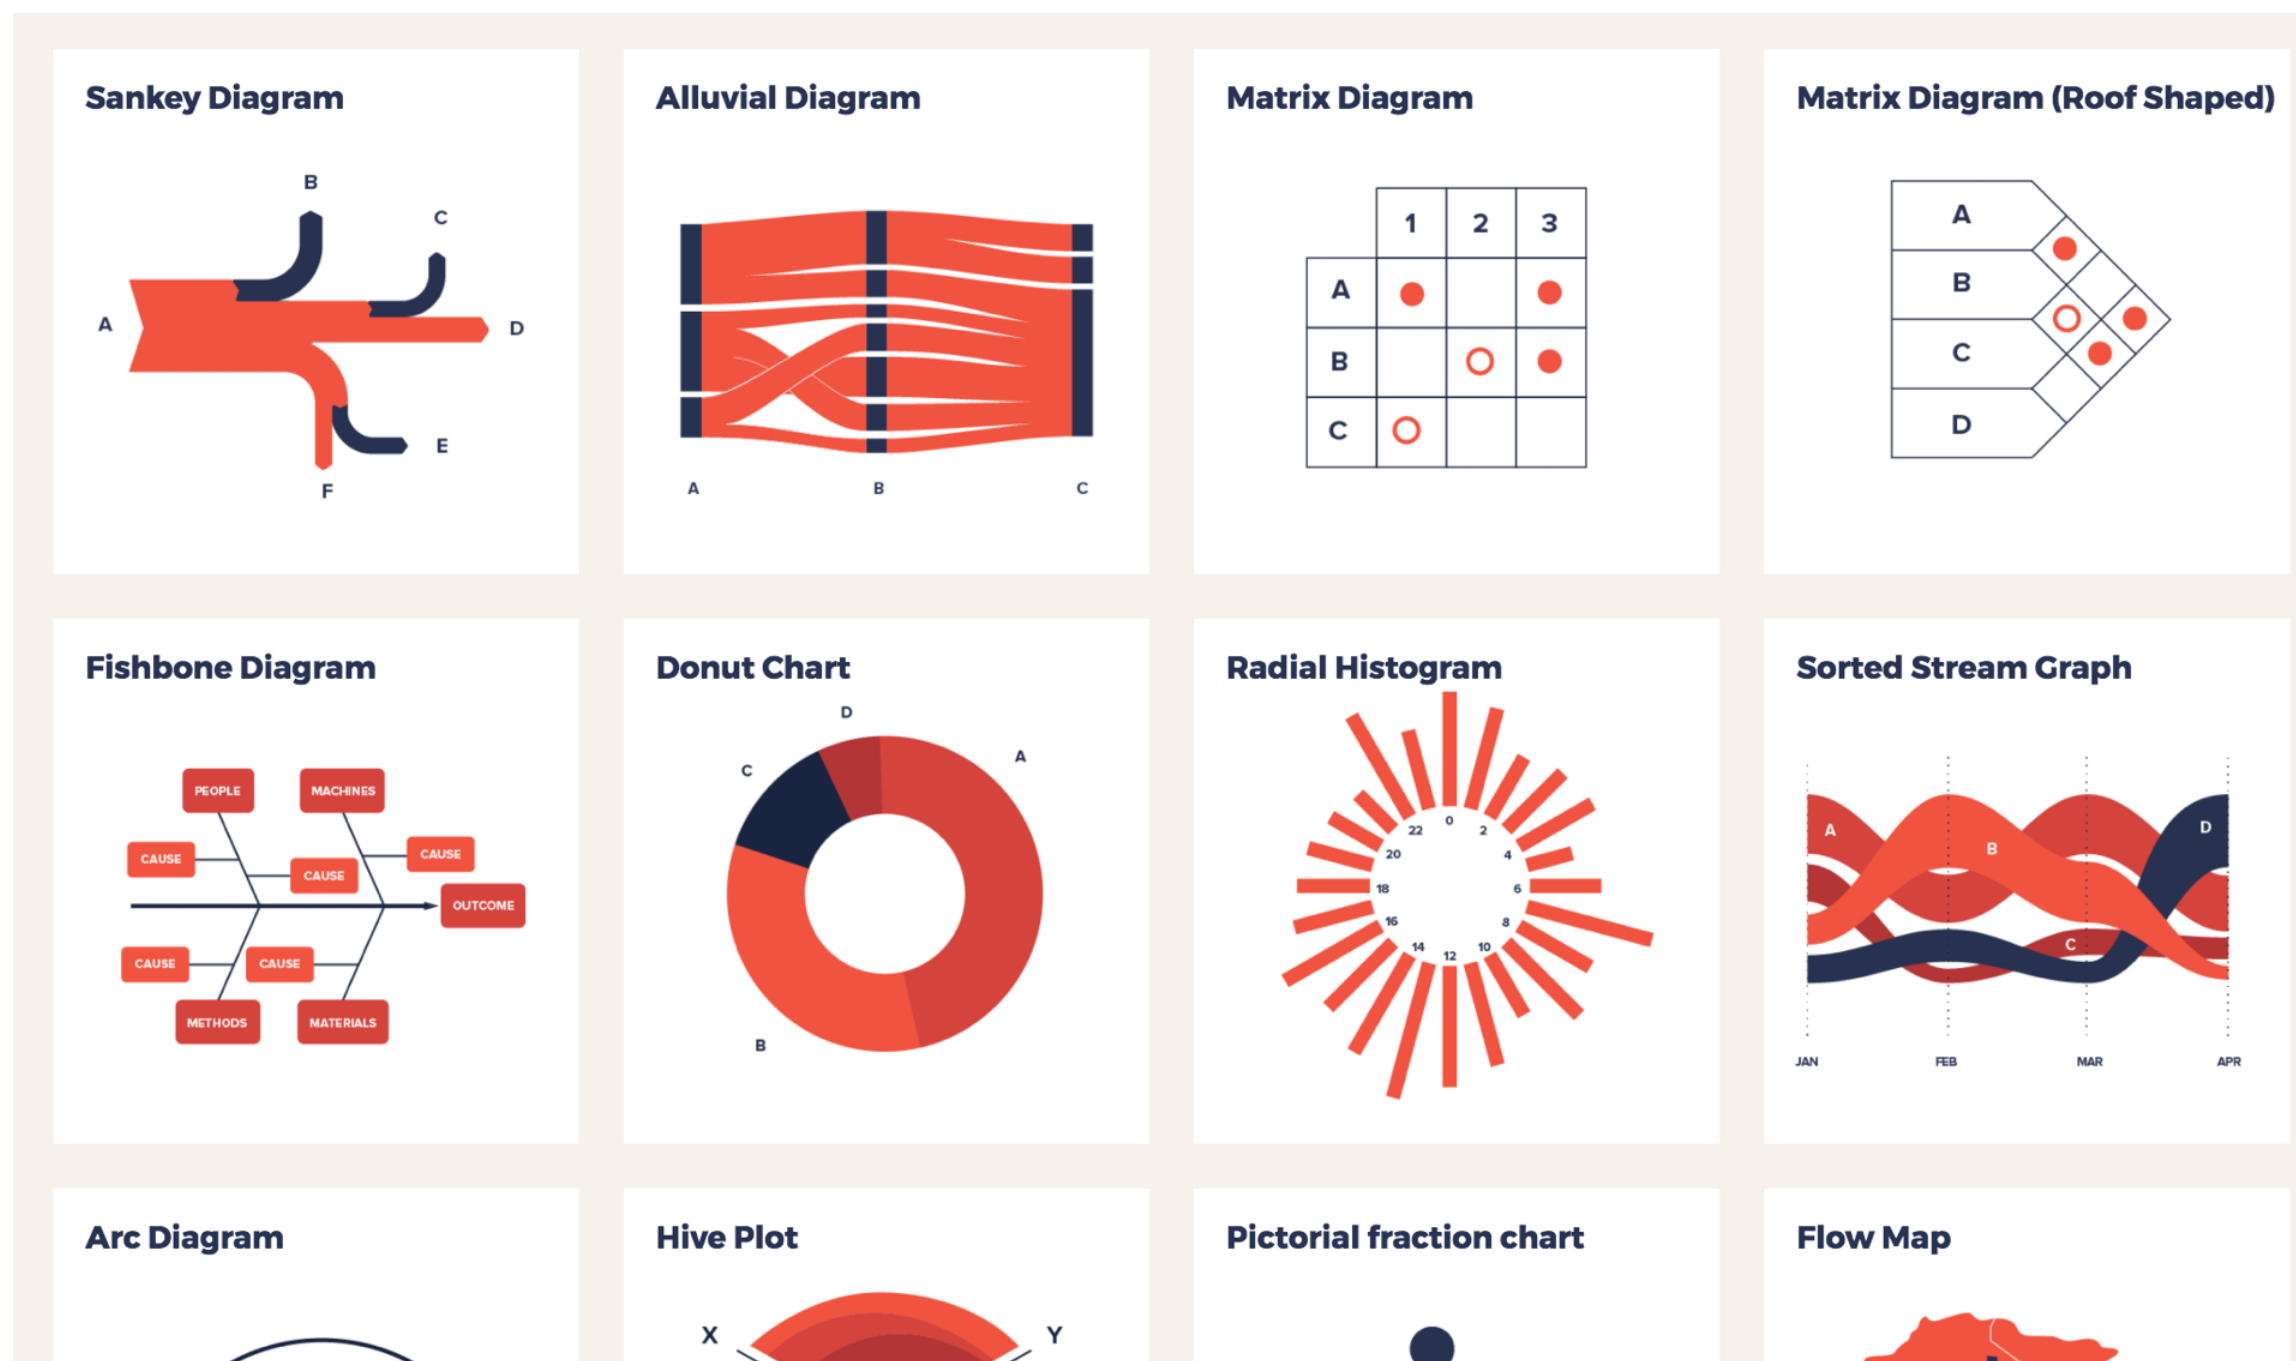 Sankey Diagram
B
C
A
D
E
F
Alluvial Diagram
A B C
Matrix Diagram
1 2 3
A
B
C
Matrix Diagram (Roof Shaped)
A
B
C
D
Fishbone Diagram
PEOPLE MACHINES
CAUSE CAUSE CAUSE
OUTCOME
CAUSE CAUSE
METHODS MATERIALS
Donut Chart
D
A
C
B
Radial Histogram
0
2
4
6
8
10
12
14
16
18
20
22
Sorted Stream Graph
A
B
C
D
JAN FEB MAR APR
Arc Diagram
Hive Plot
X Y
Pictorial fraction chart
Flow Map